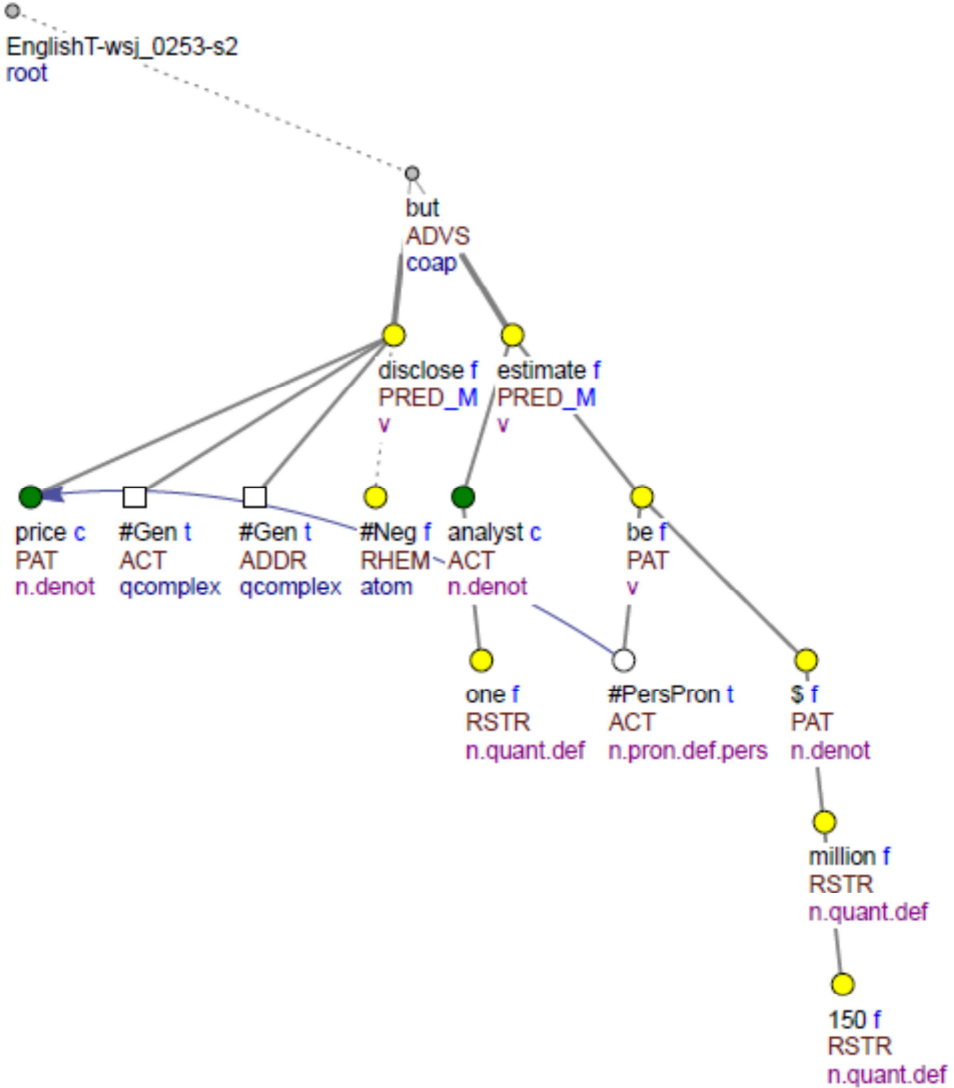 EnglishT-wsj_0253-s2
root
but
ADVS
coap
disclose f estimate f
PRED_M PRED_M
v v
price c #Gen t #Gen t #Neg f analyst c be f
PAT ACT ADDR RHEM ACT PAT
n.denot qcomplex qcomplex atom n.denot v
one f #PersPron t $ f
RSTR ACT PAT
n.quant.def n.pron.def.pers n.denot
million f
RSTR
n.quant.def
150 f
RSTR
n.quant.def